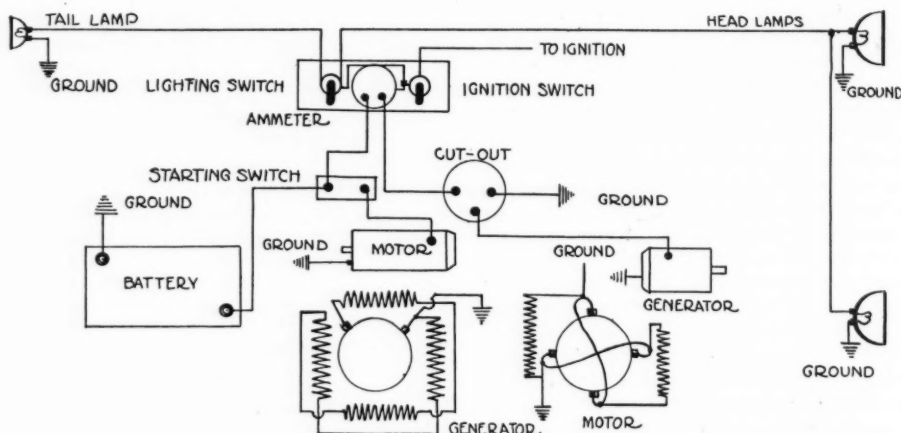 TAIL LAMP
HEAD LAMPS
TO IGNITION
GROUND
LIGHTING SWITCH
IGNITION SWITCH
GROUND
AMMETER
CUT-OUT
STARTING SWITCH
GROUND
GROUND
GROUND
MOTOR
GROUND
BATTERY
GENERATOR
GROUND
GENERATOR
MOTOR